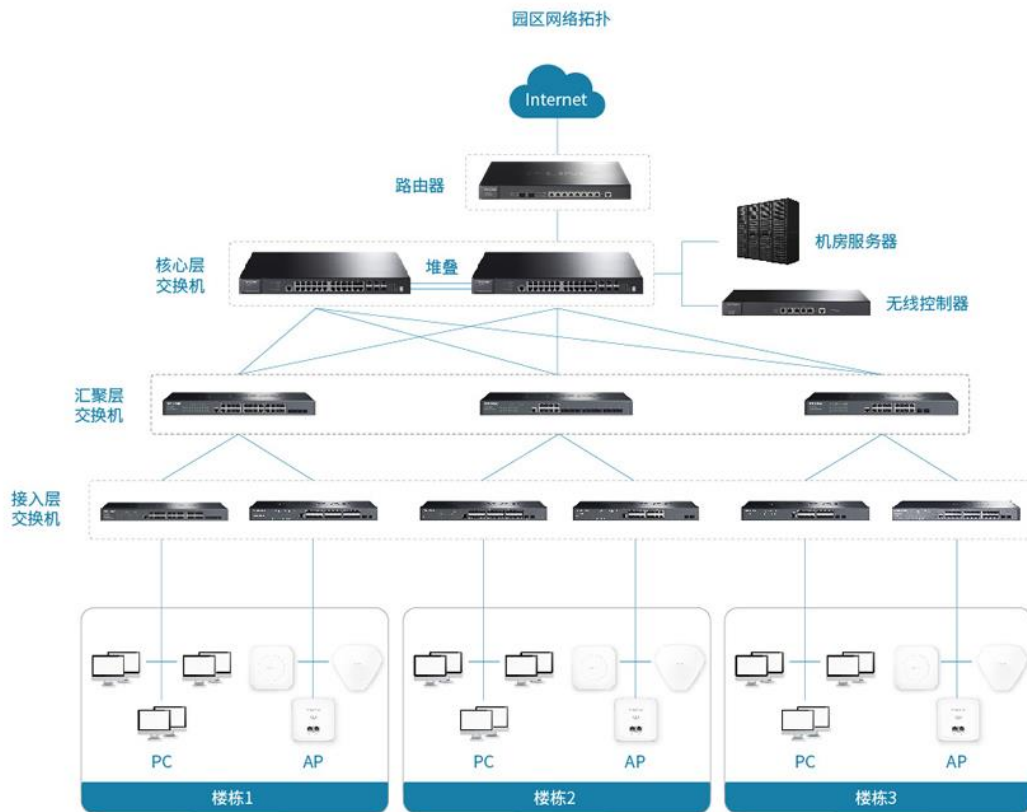 园区网络拓扑
Internet
路由器
核心层
交换机
堆叠
机房服务器
无线控制器
汇聚层
交换机
接入层
交换机
PC
AP
PC
AP
PC
AP
楼栋1
楼栋2
楼栋3